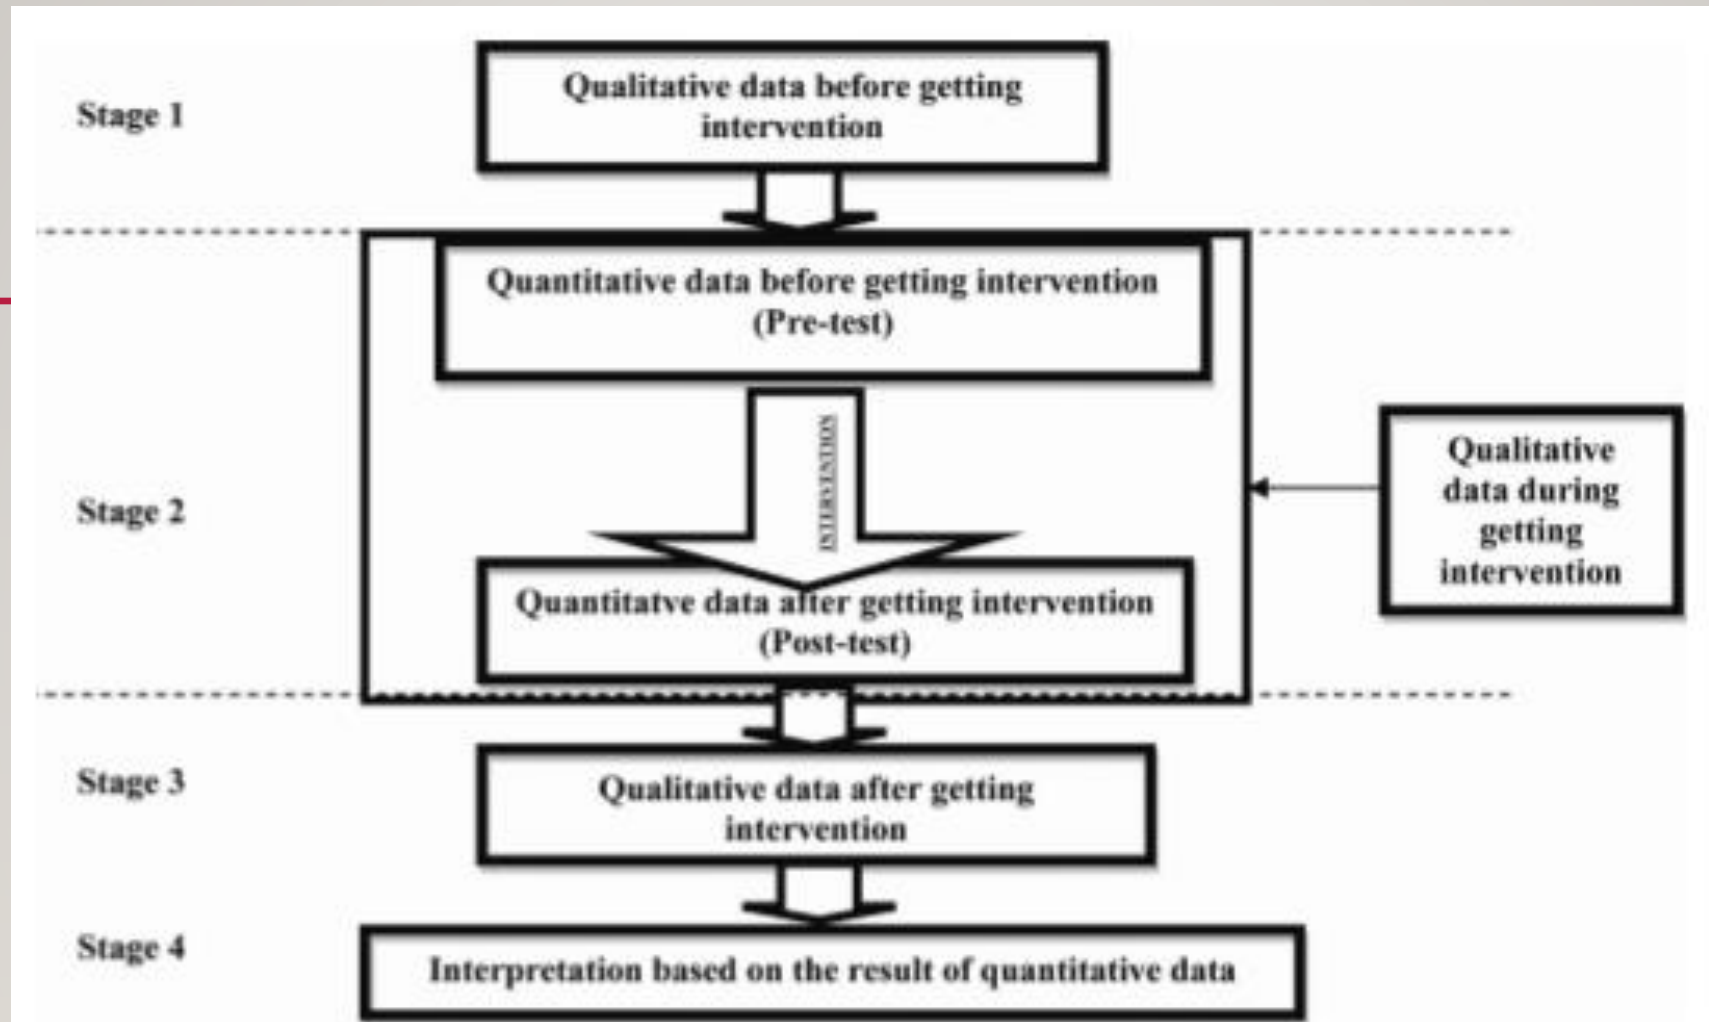 Stage 1
Qualitative data before getting
intervention
Quantitative data before getting intervention
(Pre-test)
INTERVENTION
Stage 2
Qualitative
data during
getting
intervention
Quantitatve data after getting intervention
(Post-test)
Stage 3
Qualitative data after getting
intervention
Stage 4
Interpretation based on the result of quantitative data